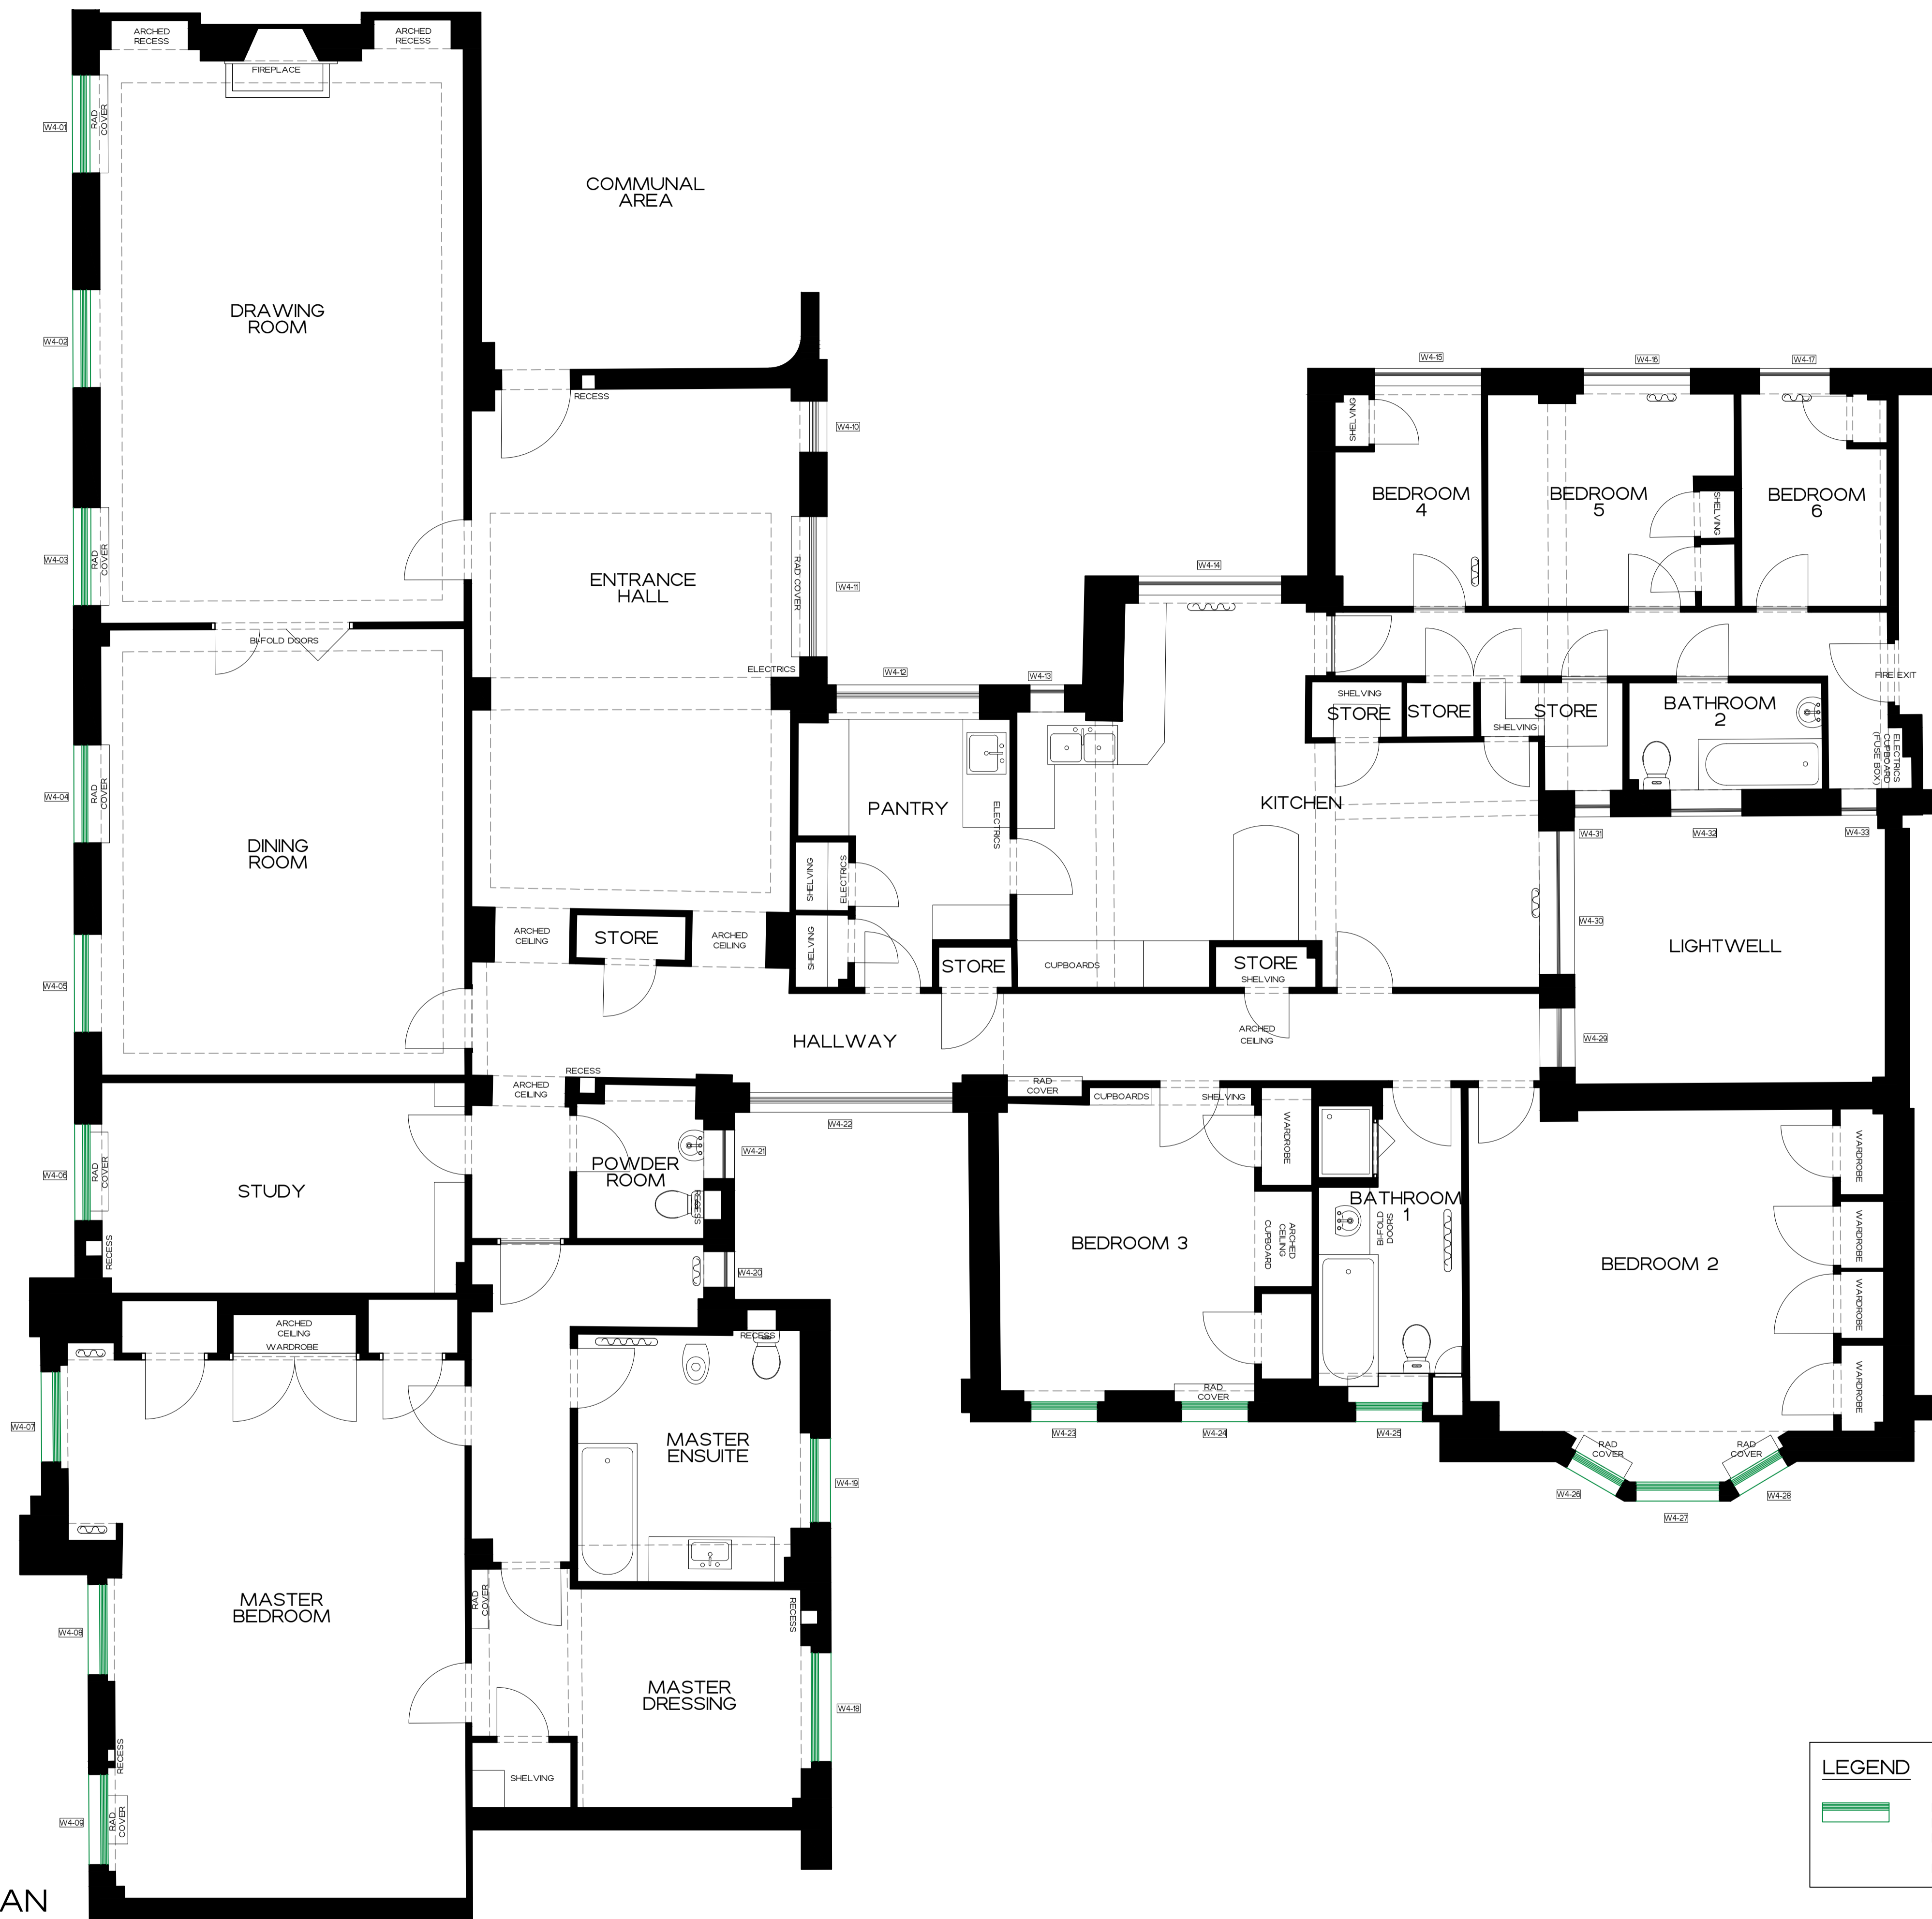 ARCHED
RECESS
ARCHED
RECESS
FIREPLACE
W4-01
RAD
COVER
COMMUNAL
AREA
DRAWING
ROOM
W4-02
RECESS
W4-10
W4-03
RAD
COVER
ENTRANCE
HALL
RAD COVER
W4-11
BI-FOLD DOORS
ELECTRICS
W4-12
W4-13
W4-14
W4-15
W4-16
W4-17
SHELVING
BEDROOM
4
BEDROOM
5
SHELVING
BEDROOM
6
FIRE EXIT
SHELVING
STORE
STORE
SHELVING
STORE
BATHROOM
2
ELECTRICS
CUPBOARD
(FUSE BOX)
W4-04
RAD
COVER
DINING
ROOM
PANTRY
ELECTRICS
KITCHEN
W4-31
W4-32
W4-33
SHELVING
ELECTRICS
W4-30
LIGHTWELL
ARCHED
CEILING
STORE
ARCHED
CEILING
SHELVING
STORE
CUPBOARDS
STORE
SHELVING
W4-05
HALLWAY
ARCHED
CEILING
W4-29
RECESS
ARCHED
CEILING
RAD
COVER
CUPBOARDS
SHELVING
WARDROBE
W4-22
W4-21
W4-06
RAD
COVER
STUDY
POWDER
ROOM
RECESS
RECESS
BATHROOM
1
BI-FOLD
DOORS
WARDROBE
WARDROBE
WARDROBE
WARDROBE
BEDROOM 3
ARCHED
CEILING
CUPBOARD
BEDROOM 2
W4-20
ARCHED
CEILING
WARDROBE
RECESS
W4-07
MASTER
ENSUITE
W4-19
RAD
COVER
W4-23
W4-24
W4-25
RAD
COVER
RAD
COVER
W4-26
W4-27
W4-28
MASTER
BEDROOM
W4-08
RAD
COVER
RECESS
MASTER
DRESSING
W4-18
RECESS
SHELVING
W4-09
RAD
COVER
LEGEND
AN